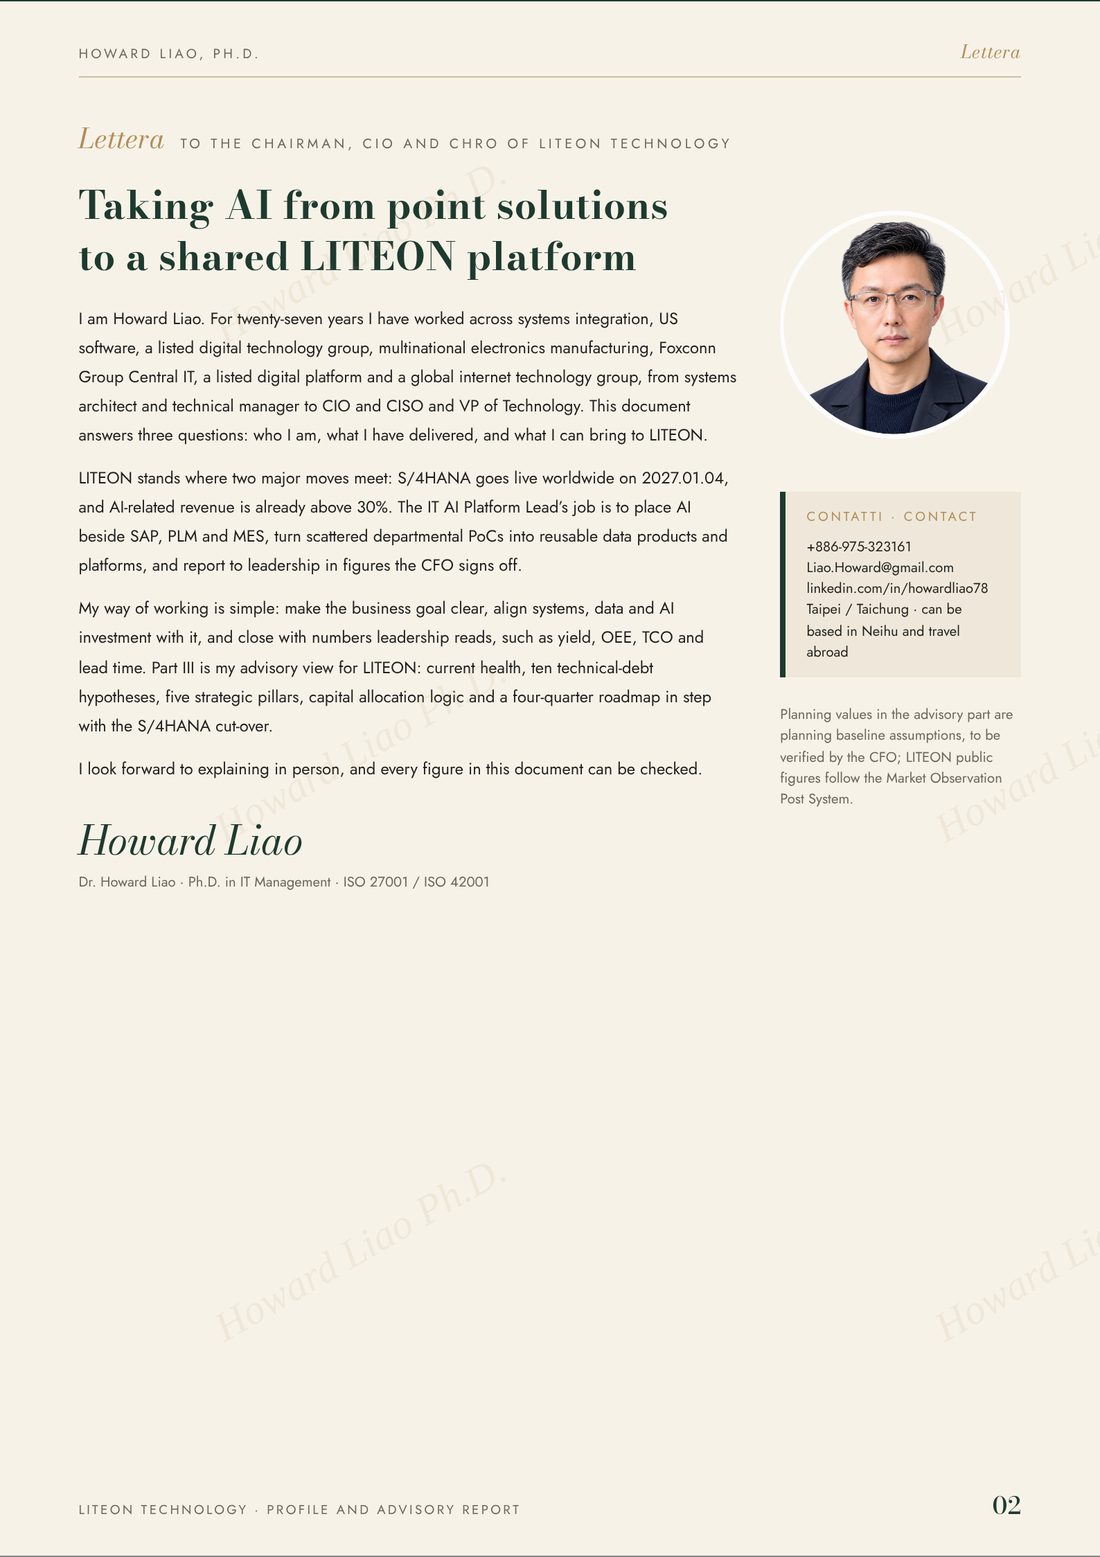 HOWARD LIAO, PH.D.
Lettera
Lettera TO THE CHAIRMAN, CIO AND CHRO OF LITEON TECHNOLOGY
Taking AI from point solutions
to a shared LITEON platform
I am Howard Liao. For twenty-seven years I have worked across systems integration, US
software, a listed digital technology group, multinational electronics manufacturing, Foxconn
Group Central IT, a listed digital platform and a global internet technology group, from systems
architect and technical manager to CIO and CISO and VP of Technology. This document
answers three questions: who I am, what I have delivered, and what I can bring to LITEON.
LITEON stands where two major moves meet: S/4HANA goes live worldwide on 2027.01.04,
and AI-related revenue is already above 30%. The IT AI Platform Lead’s job is to place AI
beside SAP, PLM and MES, turn scattered departmental PoCs into reusable data products and
platforms, and report to leadership in figures the CFO signs off.
My way of working is simple: make the business goal clear, align systems, data and AI
investment with it, and close with numbers leadership reads, such as yield, OEE, TCO and
lead time. Part III is my advisory view for LITEON: current health, ten technical-debt
hypotheses, five strategic pillars, capital allocation logic and a four-quarter roadmap in step
with the S/4HANA cut-over.
I look forward to explaining in person, and every figure in this document can be checked.
Howard Liao
Dr. Howard Liao · Ph.D. in IT Management · ISO 27001 / ISO 42001
CONTATTI · CONTACT
+886-975-323161
Liao.Howard@gmail.com
linkedin.com/in/howardliao78
Taipei / Taichung · can be
based in Neihu and travel
abroad
Planning values in the advisory part are
planning baseline assumptions, to be
verified by the CFO; LITEON public
figures follow the Market Observation
Post System.
Howard Liao Ph.D.
Howard Lia
Howard Liao Ph.D.
Howard Lia
Howard Liao Ph.D.
Howard Lia
LITEON TECHNOLOGY · PROFILE AND ADVISORY REPORT
02